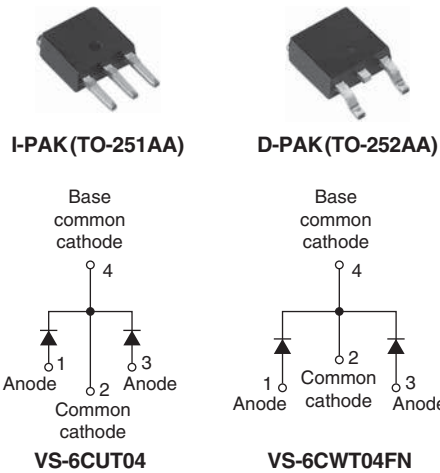 I-PAK (TO-251AA)
D-PAK (TO-252AA)
Base
common
cathode
4
1
3
Anode
2
Anode
Common
cathode
VS-6CUT04
Base
common
cathode
4
2
1
Common
3
Anode
cathode
Anode
VS-6CWT04FN